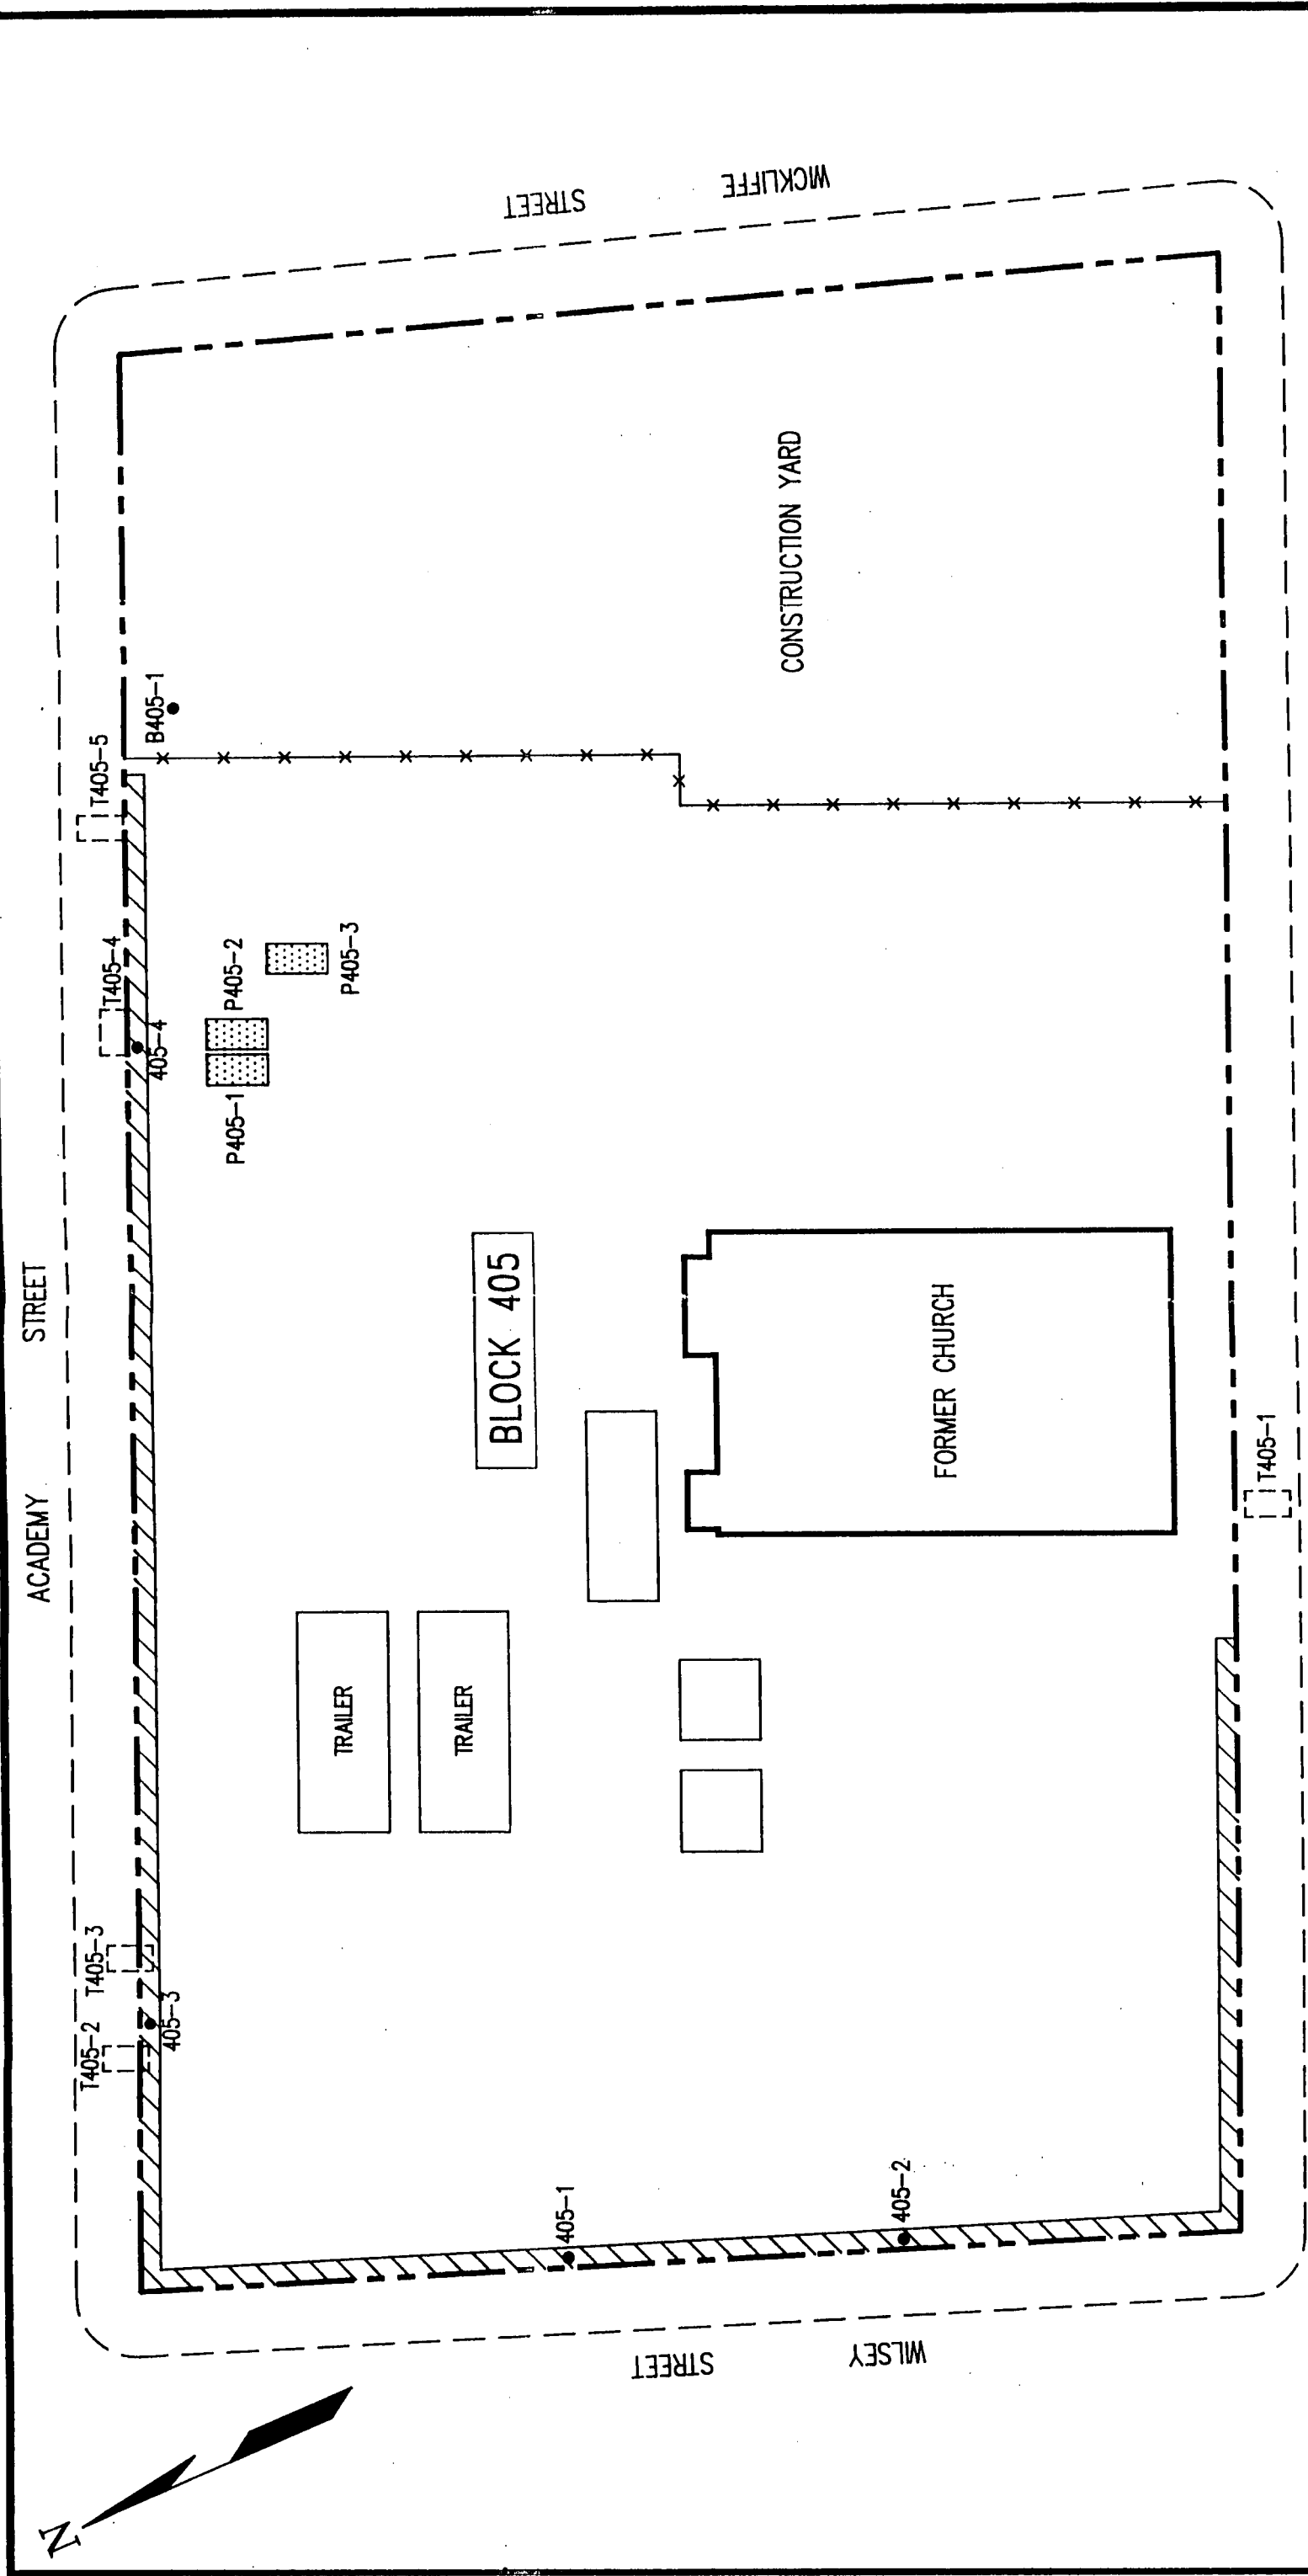 ACADEMY STREET
T405-2
T405-3
405-3
T405-4
405-4
T405-5
B405-1
P405-1
P405-2
P405-3
TRAILER
TRAILER
BLOCK 405
FORMER CHURCH
CONSTRUCTION YARD
405-1
405-2
T405-1
WILSEY STREET
WICKLIFFE STREET
N